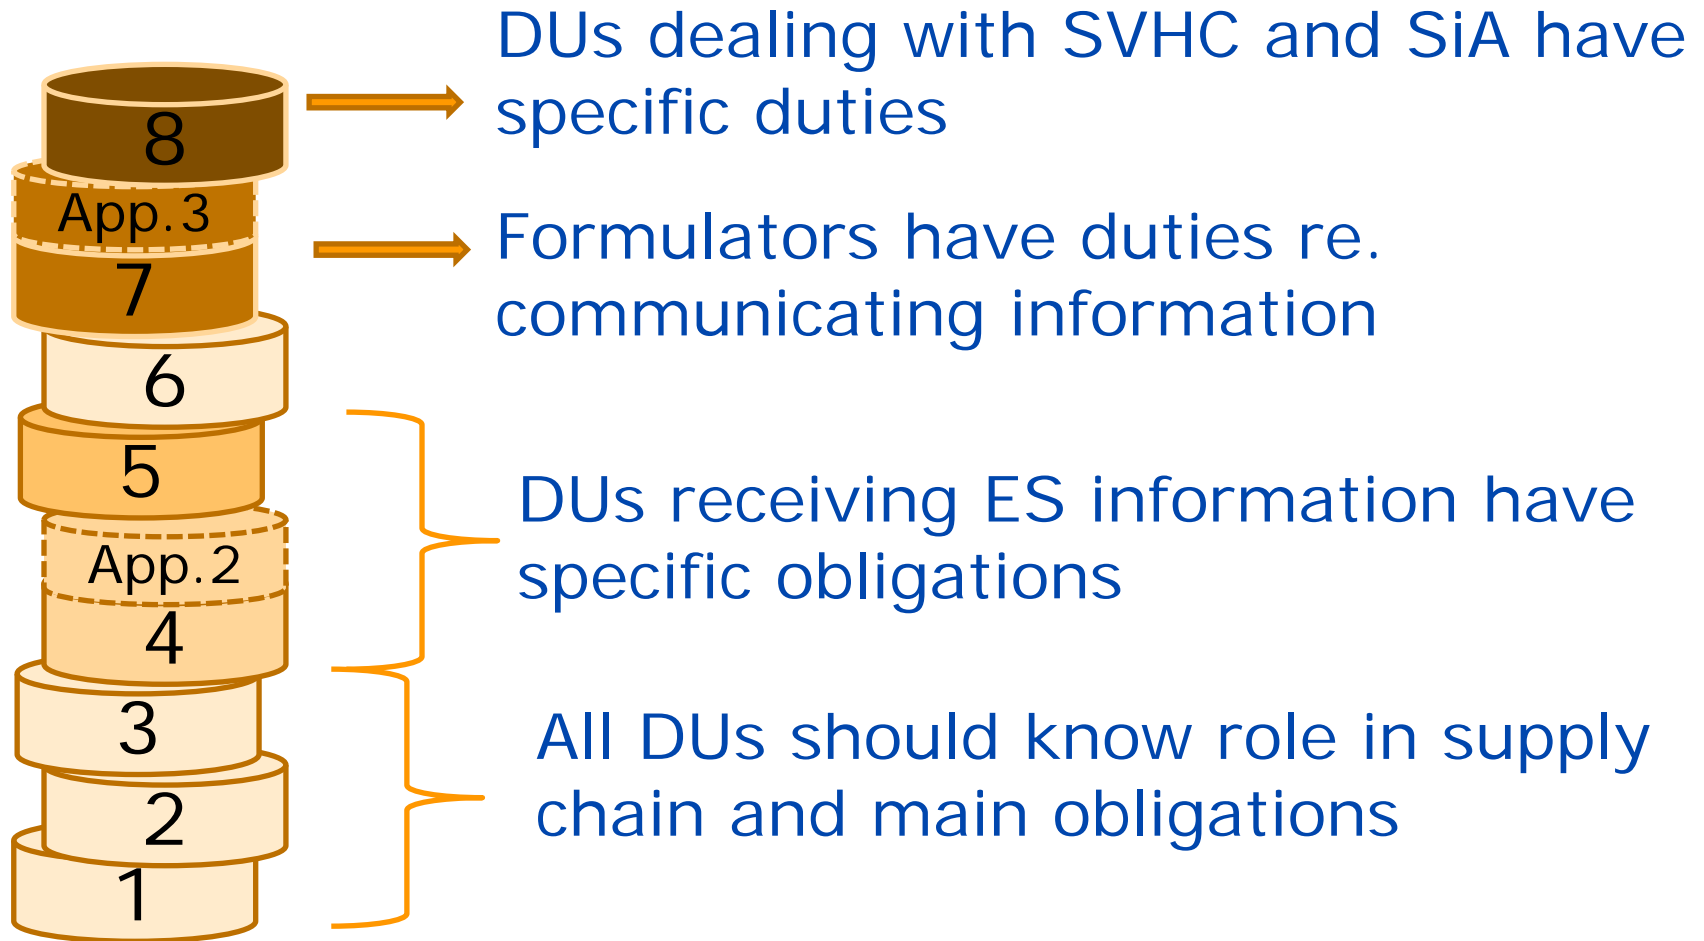 DUs dealing with SVHC and SiA have
specific duties
8
App.3
Formulators have duties re.
communicating information
7
6
5
DUs receiving ES information have
specific obligations
App.2
4
3
All DUs should know role in supply
chain and main obligations
2
1